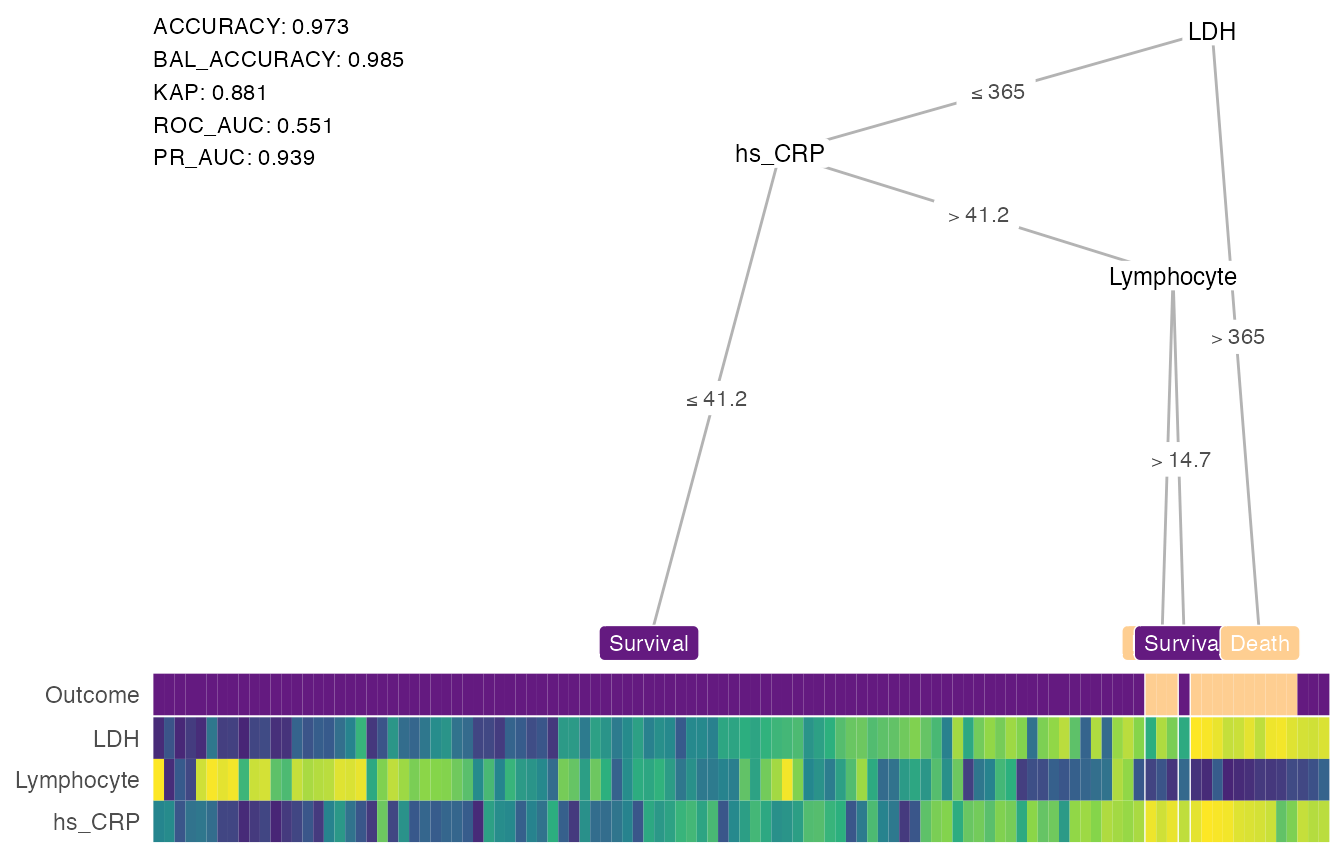 ACCURACY: 0.973
BAL_ACCURACY: 0.985
KAP: 0.881
ROC_AUC: 0.551
PR_AUC: 0.939
LDH
≤ 365
hs_CRP
> 41.2
Lymphocyte
> 365
≤ 41.2
> 14.7
Survival
Death
Outcome
LDH
Lymphocyte
hs_CRP